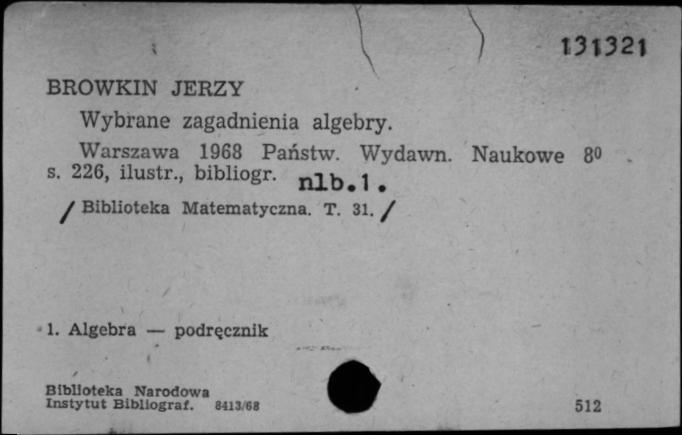 131321
BROWKIN JERZY
Wybrane zagadnienia algebry.
Warszawa 1968 Państw. Wydawn. Naukowe 8⁰
s. 226, ilustr., bibliogr. nlb.1.
/ Biblioteka Matematyczna. T. 31. /
1. Algebra — podręcznik
Biblioteka Narodowa
Instytut Bibliograf. 8413/68
512